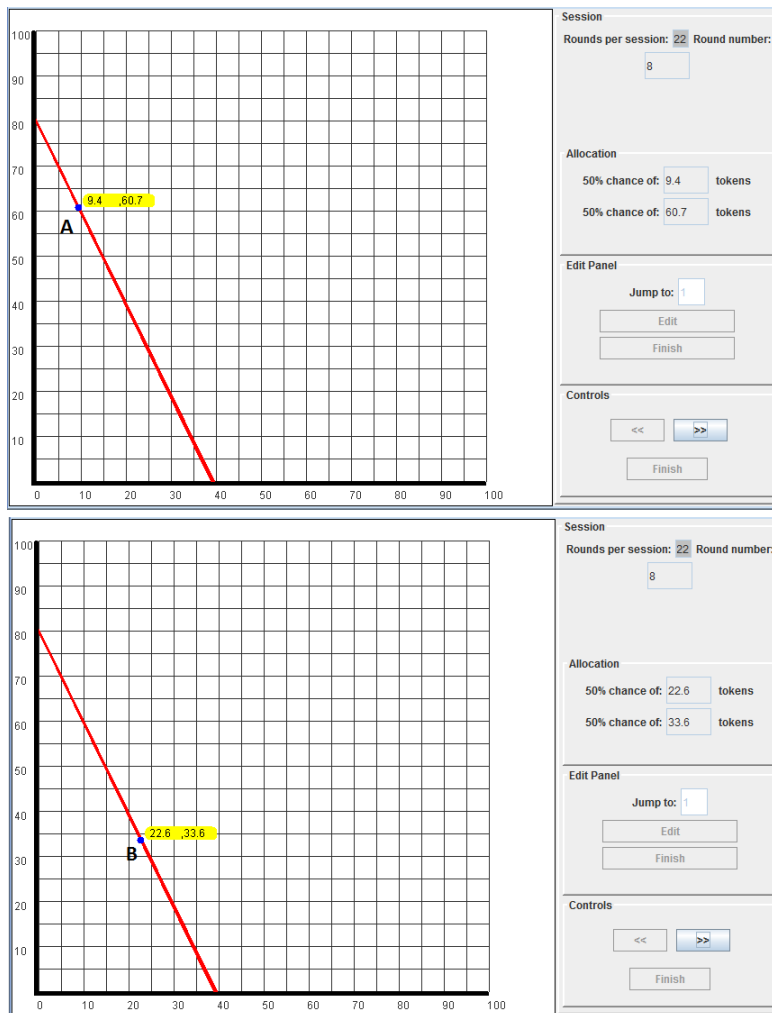 Session
Rounds per session: 22 Round number:
8
Allocation
50% chance of: 9.4 tokens
50% chance of: 60.7 tokens
Edit Panel
Jump to: 1
Edit
Finish
Controls
<< >>
Finish
100
90
80
70
60
50
40
30
20
10
9.4 ,60.7
A
0 10 20 30 40 50 60 70 80 90 100
Session
Rounds per session: 22 Round number:
8
Allocation
50% chance of: 22.6 tokens
50% chance of: 33.6 tokens
Edit Panel
Jump to: 1
Edit
Finish
Controls
<< >>
Finish
100
90
80
70
60
50
40
30
20
10
22.6 ,33.6
B
0 10 20 30 40 50 60 70 80 90 100